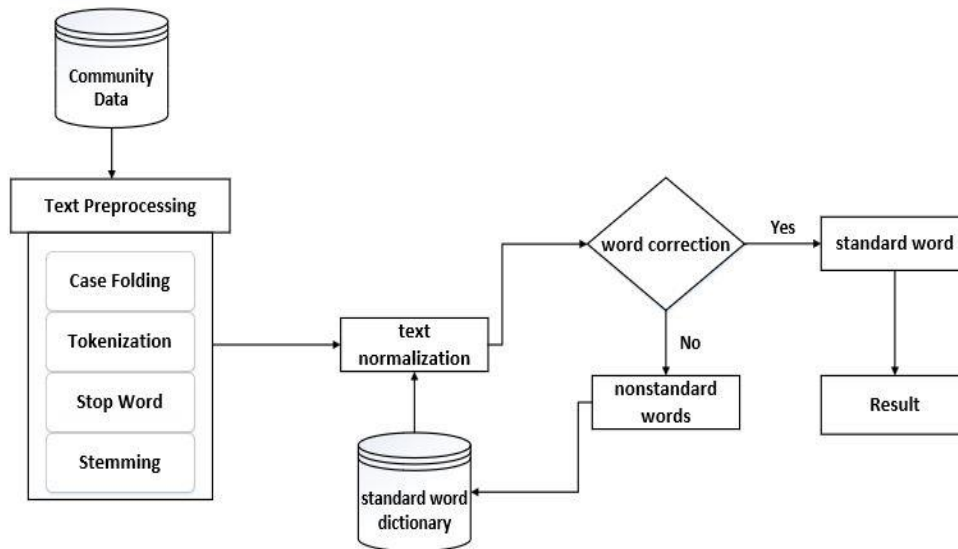 Community
Data
Text Preprocessing
Case Folding
Tokenization
Stop Word
Stemming
text
normalization
standard word
dictionary
word correction
Yes
No
nonstandard
words
standard word
Result